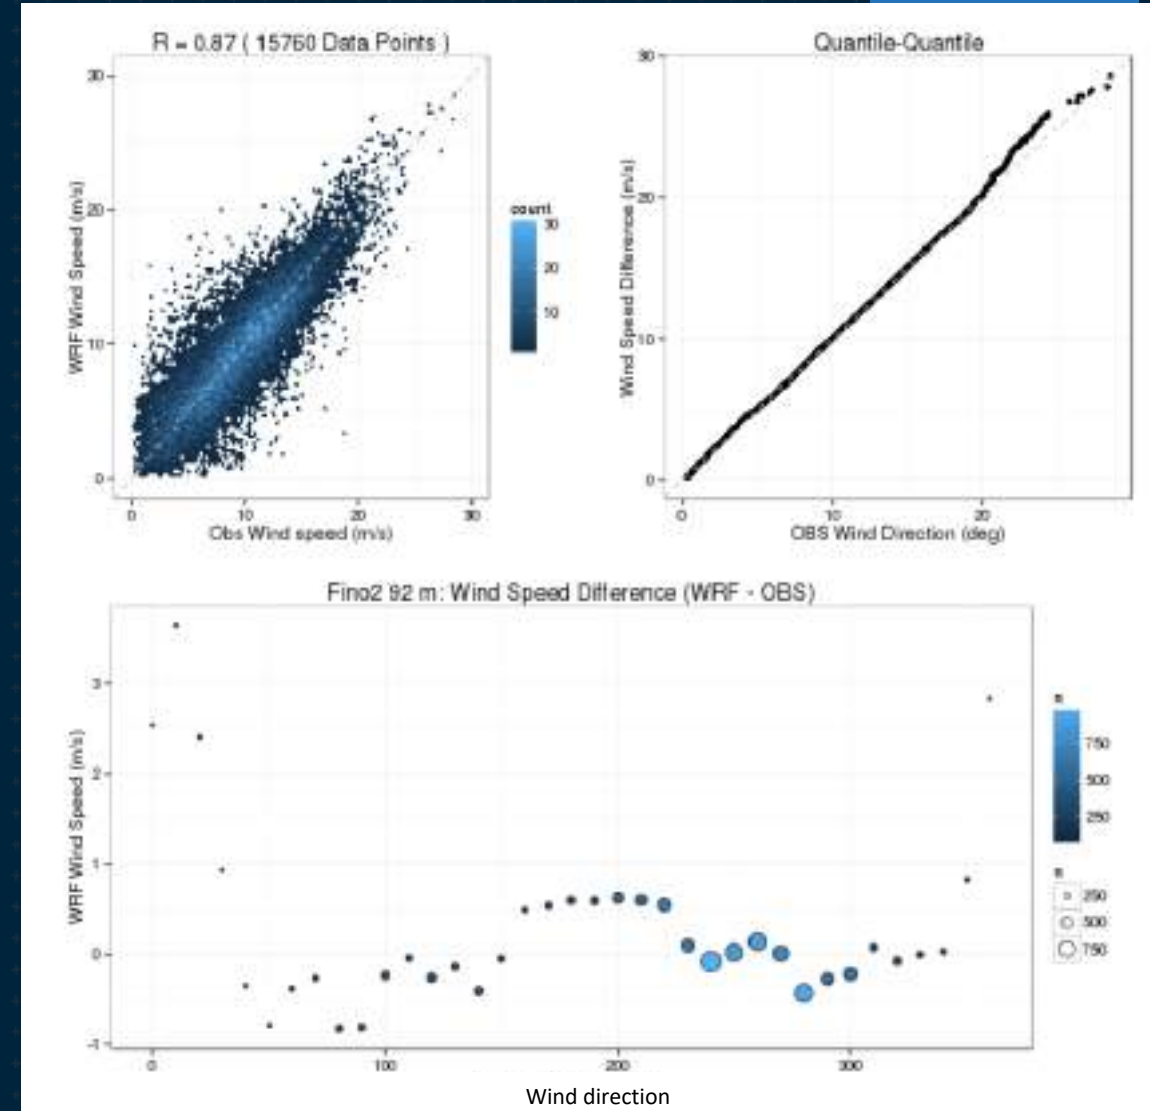 R = 0.87 ( 15760 Data Points )
30
20
10
0
WRF Wind Speed (m/s)
0 10 20 30
Obs Wind speed (m/s)
count
30
20
10
Quantile-Quantile
30
20
10
0
Wind Speed Difference (m/s)
0 10 20
OBS Wind Direction (deg)
Fino2 92 m: Wind Speed Difference (WRF - OBS)
3
2
1
0
-1
WRF Wind Speed (m/s)
0 100 200 300
Wind direction
n
750
500
250
n
250
500
750